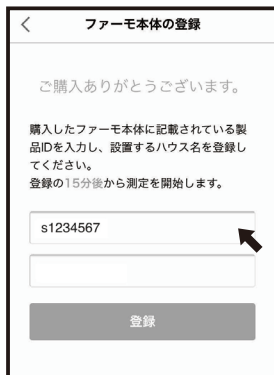 ファーモ本体の登録
ご購入ありがとうございます。
購入したファーモ本体に記載されている製
品IDを入力し、設置するハウス名を登録し
てください。
登録の15分後から測定を開始します。
s1234567
登録